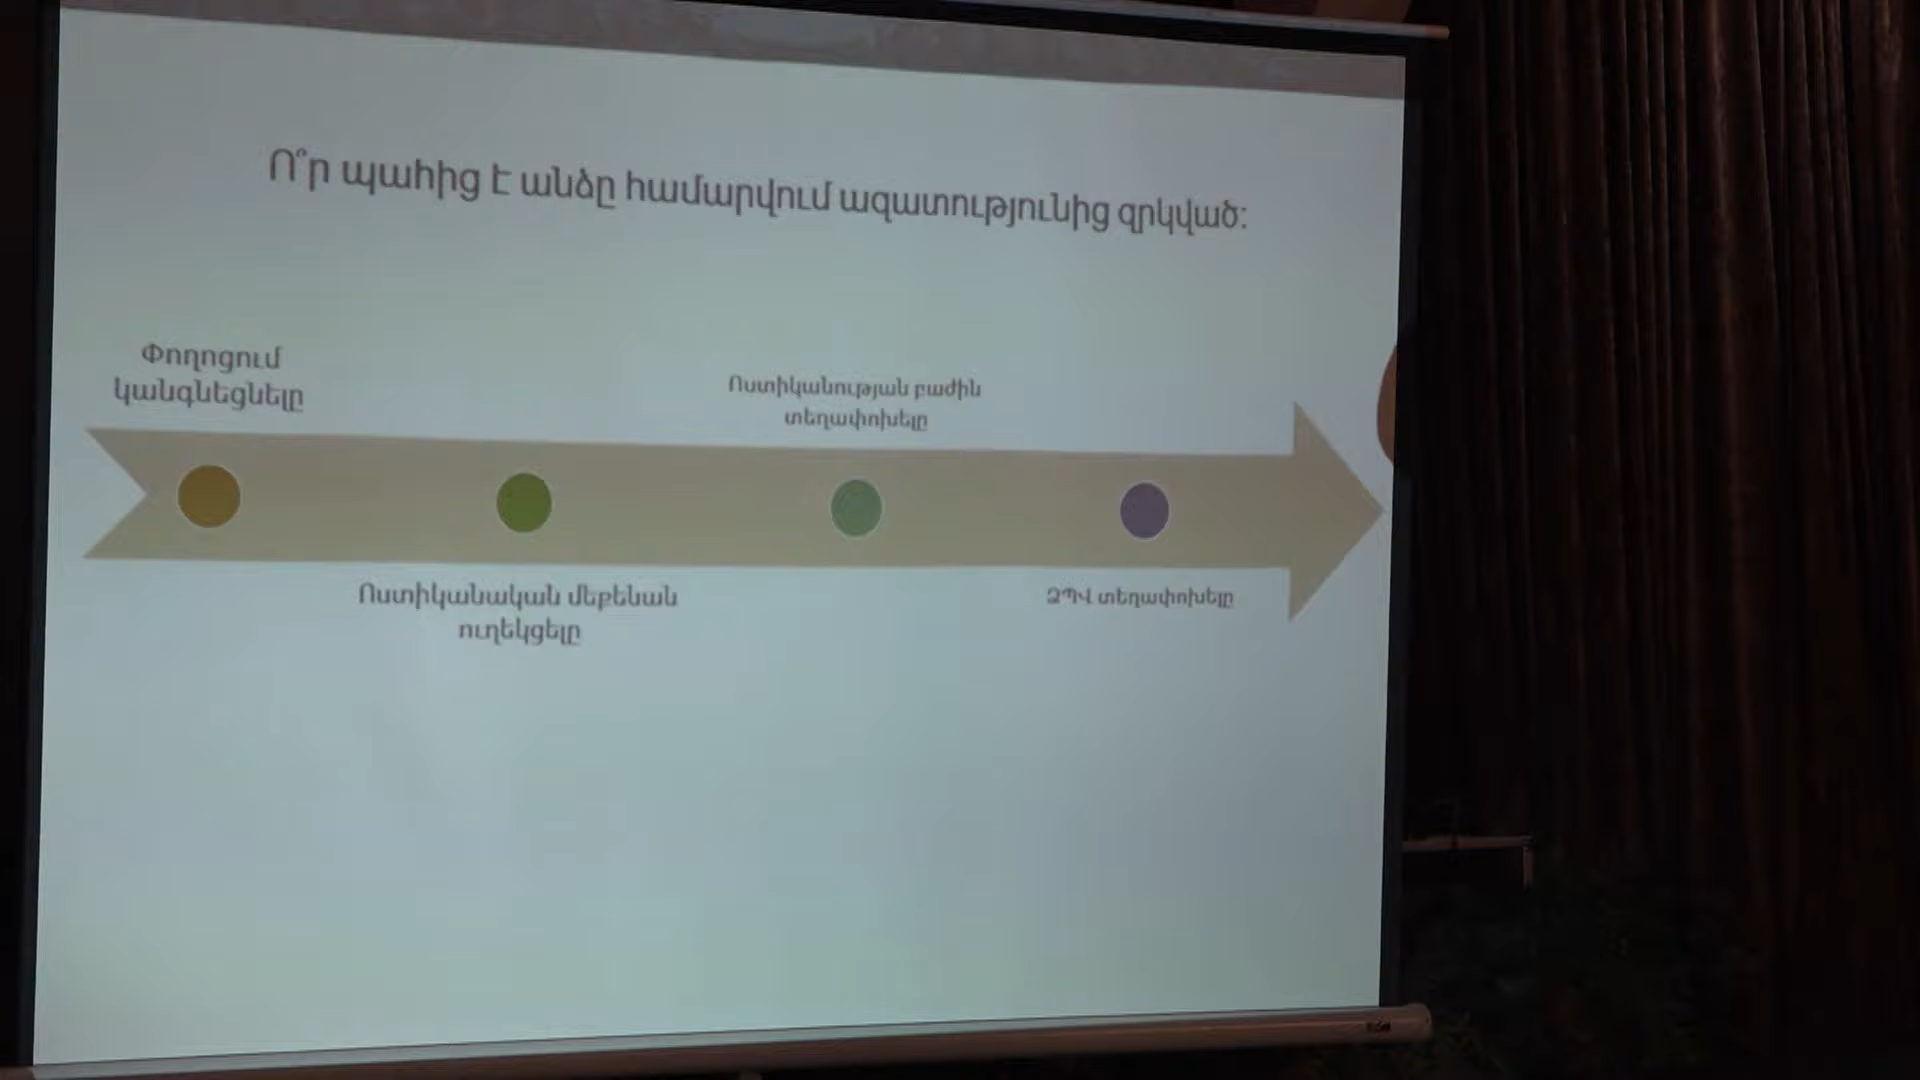 Ո՞ր պահից է անձը համարվում ազատությունից զրկված:
Փողոցում
կանգնեցնելը
Ոստիկանական մեքենան
ուղեկցելը
Ոստիկանության բաժին
տեղափոխելը
ՁՊՎ տեղափոխելը